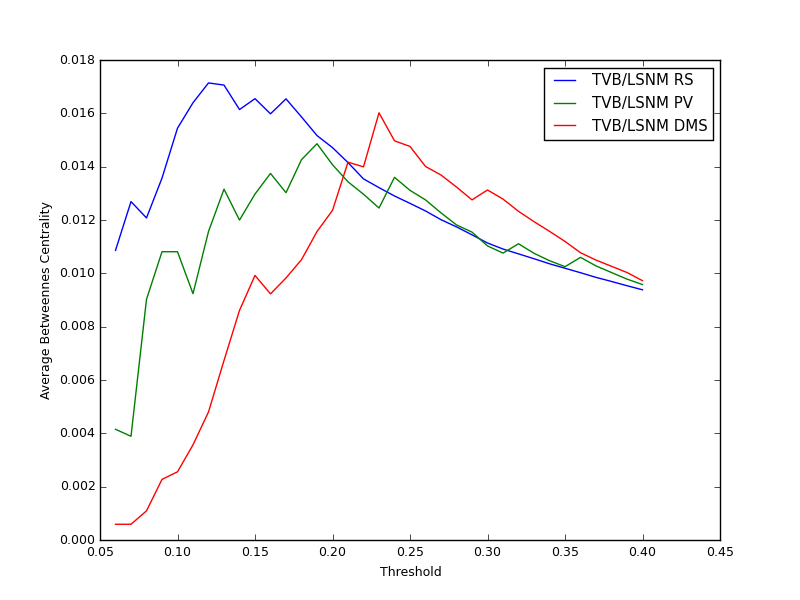 0.018
0.016
0.014
0.012
0.010
0.008
0.006
0.004
0.002
0.000
Average Betweennes Centrality
TVB/LSNM RS
TVB/LSNM PV
TVB/LSNM DMS
0.05 0.10 0.15 0.20 0.25 0.30 0.35 0.40 0.45
Threshold